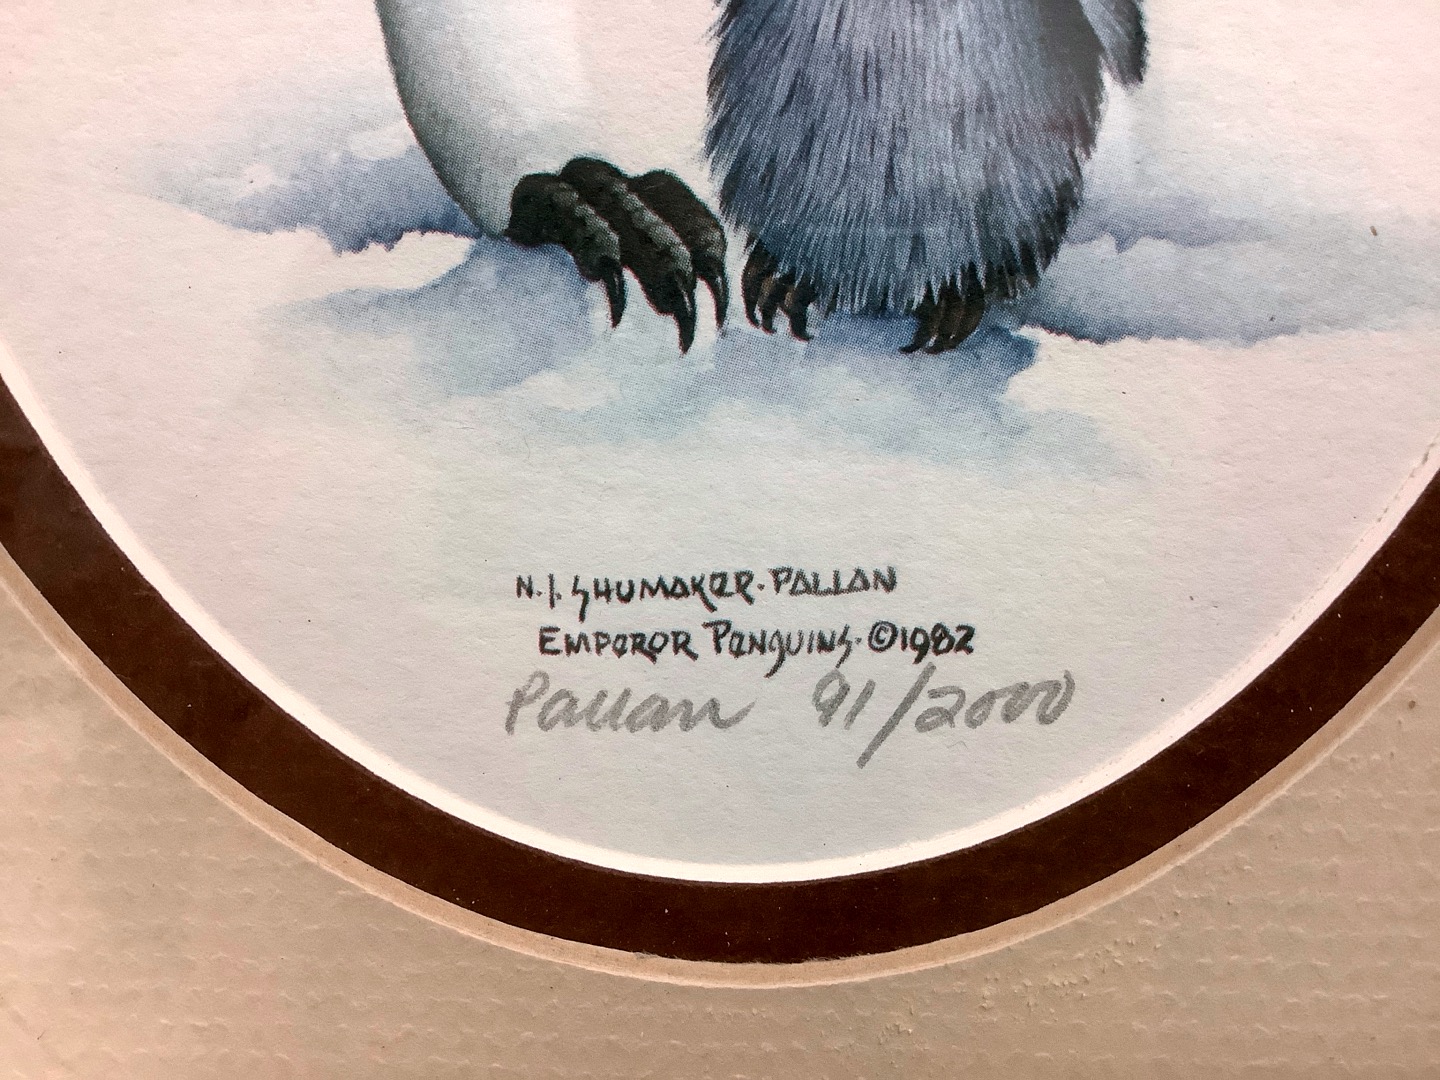 N.J. SHUMAKER-PALLAN
EMPEROR PENGUINS-©1982
Pallan 91/2000